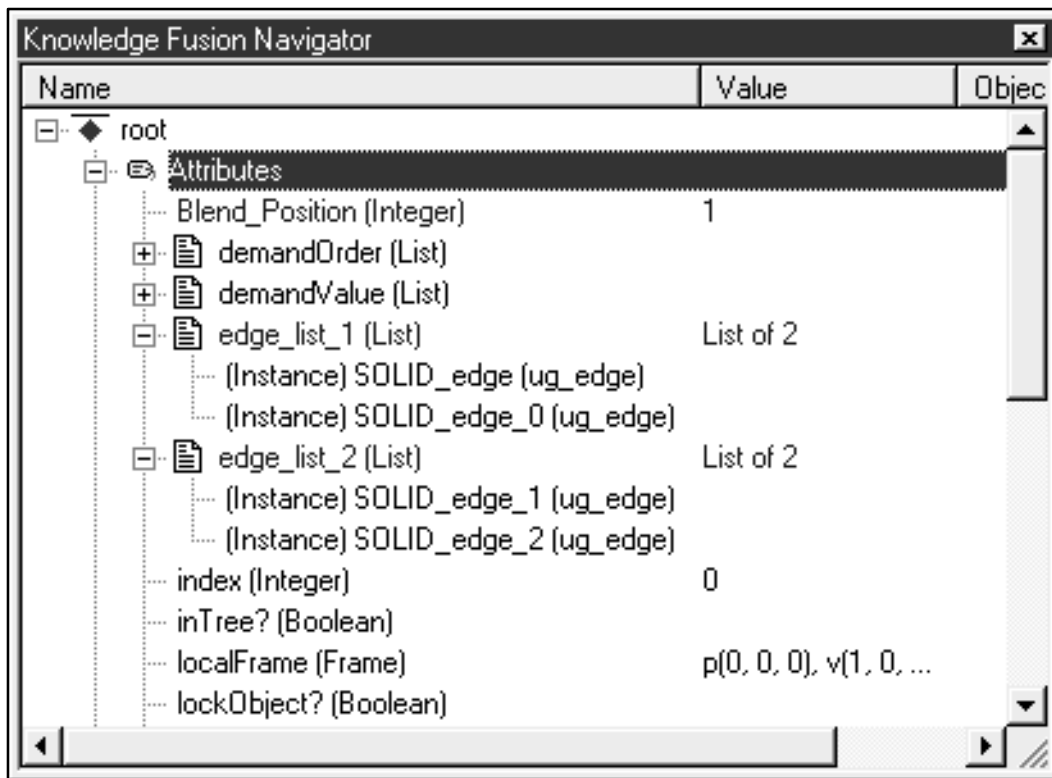 Knowledge Fusion Navigator
Name Value Objec
root
Attributes
Blend_Position (Integer) 1
demandOrder (List)
demandValue (List)
edge_list_1 (List) List of 2
(Instance) SOLID_edge (ug_edge)
(Instance) SOLID_edge_0 (ug_edge)
edge_list_2 (List) List of 2
(Instance) SOLID_edge_1 (ug_edge)
(Instance) SOLID_edge_2 (ug_edge)
index (Integer) 0
inTree? (Boolean)
localFrame (Frame) p(0, 0, 0), v(1, 0, ...
lockObject? (Boolean)